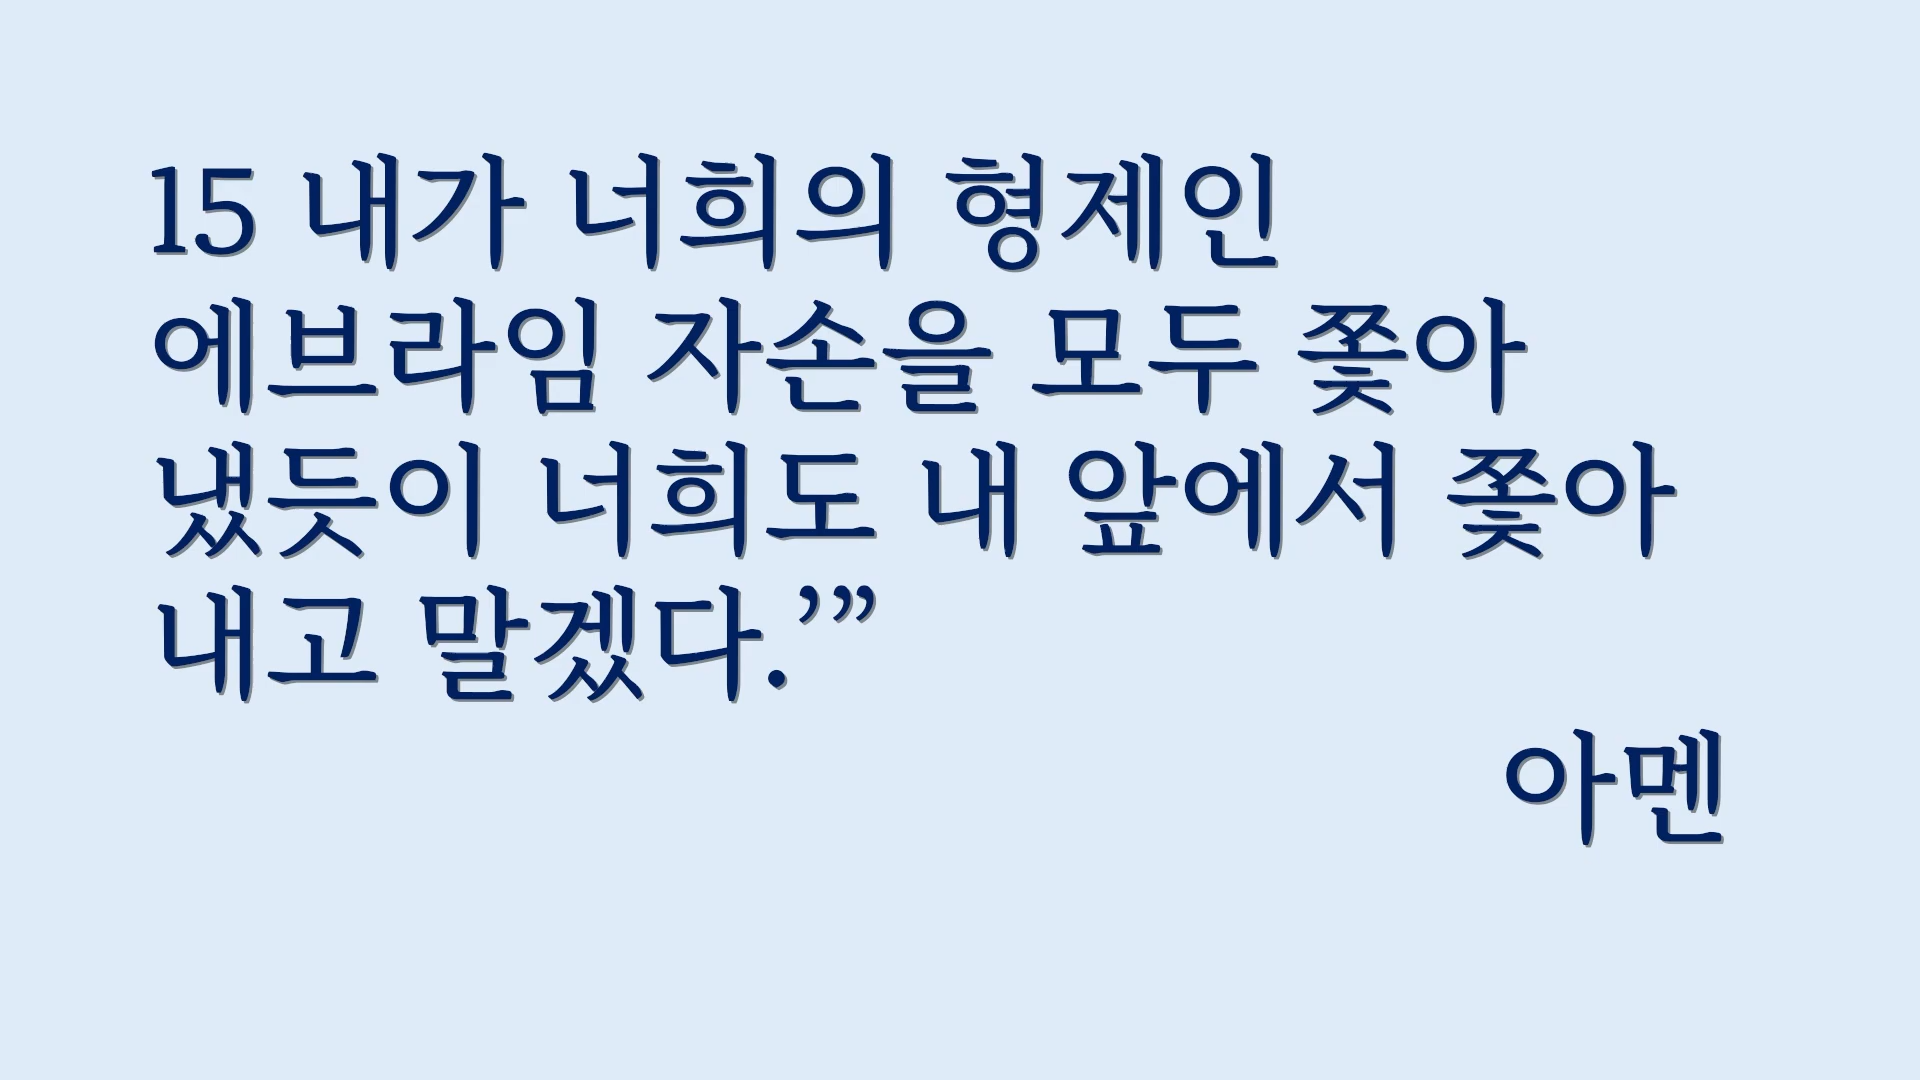 15 내가 너희의 형제인
에브라임 자손을 모두 쫓아
냈듯이 너희도 내 앞에서 쫓아
내고 말겠다.’”
아멘